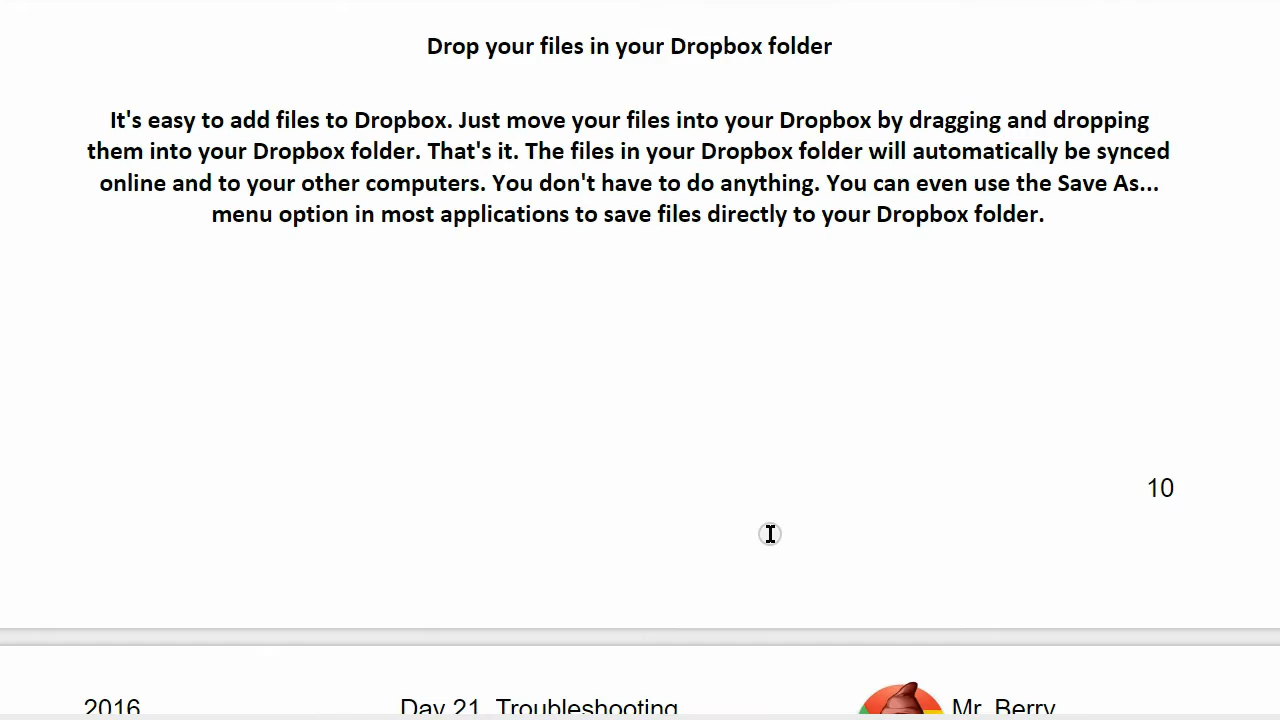 Drop your files in your Dropbox folder
It's easy to add files to Dropbox. Just move your files into your Dropbox by dragging and dropping
them into your Dropbox folder. That's it. The files in your Dropbox folder will automatically be synced
online and to your other computers. You don't have to do anything. You can even use the Save As...
menu option in most applications to save files directly to your Dropbox folder.
10
2016 Day 21 Troubleshooting Mr. Berry